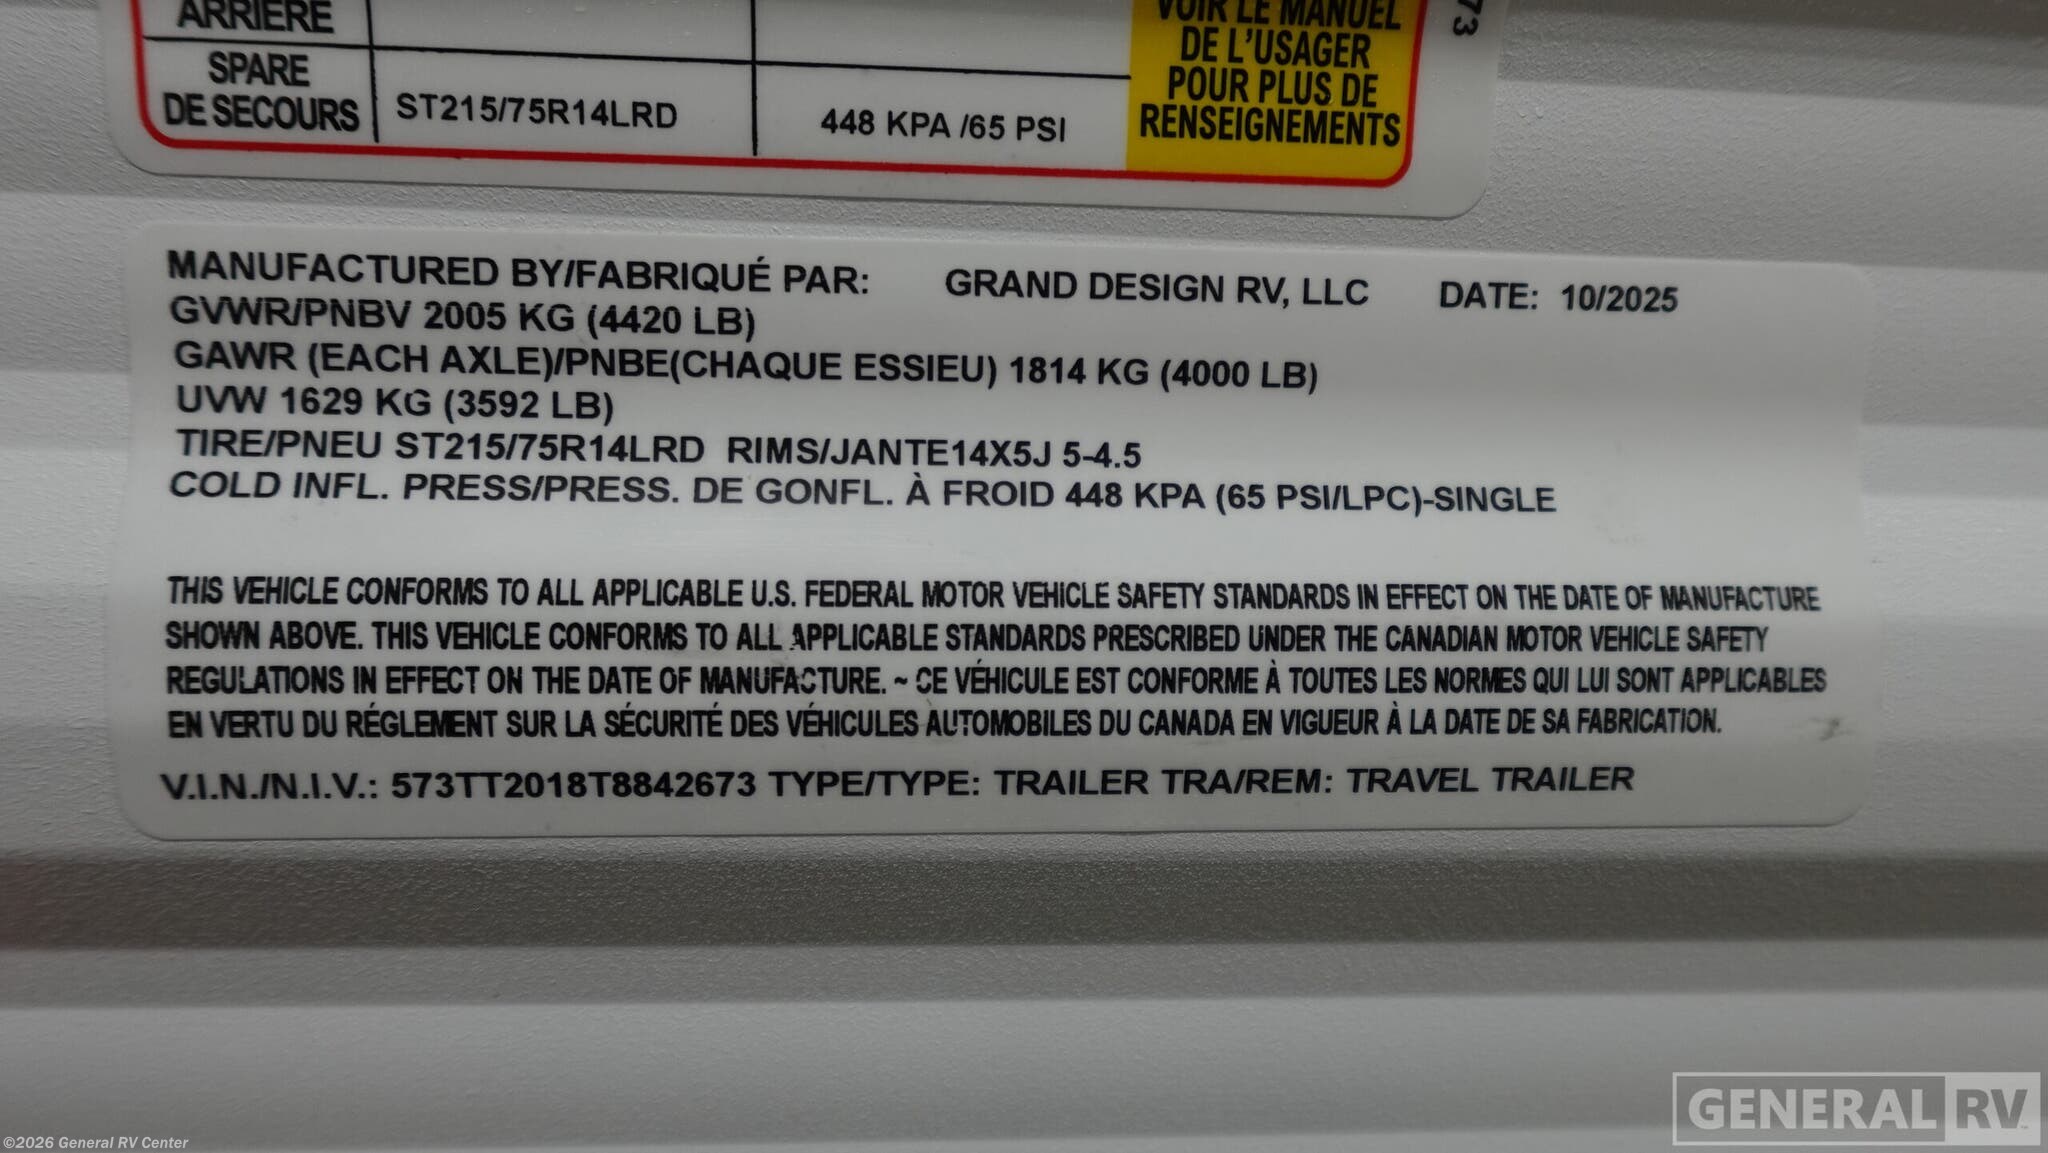 ARRIÈRE
SPARE
DE SECOURS
ST215/75R14LRD
448 KPA /65 PSI
VOIR LE MANUEL
DE L'USAGER
POUR PLUS DE
RENSEIGNEMENTS
73
MANUFACTURED BY/FABRIQUÉ PAR: GRAND DESIGN RV, LLC DATE: 10/2025
GVWR/PNBV 2005 KG (4420 LB)
GAWR (EACH AXLE)/PNBE(CHAQUE ESSIEU) 1814 KG (4000 LB)
UVW 1629 KG (3592 LB)
TIRE/PNEU ST215/75R14LRD RIMS/JANTE14X5J 5-4.5
COLD INFL. PRESS/PRESS. DE GONFL. À FROID 448 KPA (65 PSI/LPC)-SINGLE
THIS VEHICLE CONFORMS TO ALL APPLICABLE U.S. FEDERAL MOTOR VEHICLE SAFETY STANDARDS IN EFFECT ON THE DATE OF MANUFACTURE
SHOWN ABOVE. THIS VEHICLE CONFORMS TO ALL APPLICABLE STANDARDS PRESCRIBED UNDER THE CANADIAN MOTOR VEHICLE SAFETY
REGULATIONS IN EFFECT ON THE DATE OF MANUFACTURE. ~ CE VÉHICULE EST CONFORME À TOUTES LES NORMES QUI LUI SONT APPLICABLES
EN VERTU DU RÉGLEMENT SUR LA SÉCURITÉ DES VÉHICULES AUTOMOBILES DU CANADA EN VIGUEUR À LA DATE DE SA FABRICATION.
V.I.N./N.I.V.: 573TT2018T8842673 TYPE/TYPE: TRAILER TRA/REM: TRAVEL TRAILER
GENERAL RV
©2026 General RV Center